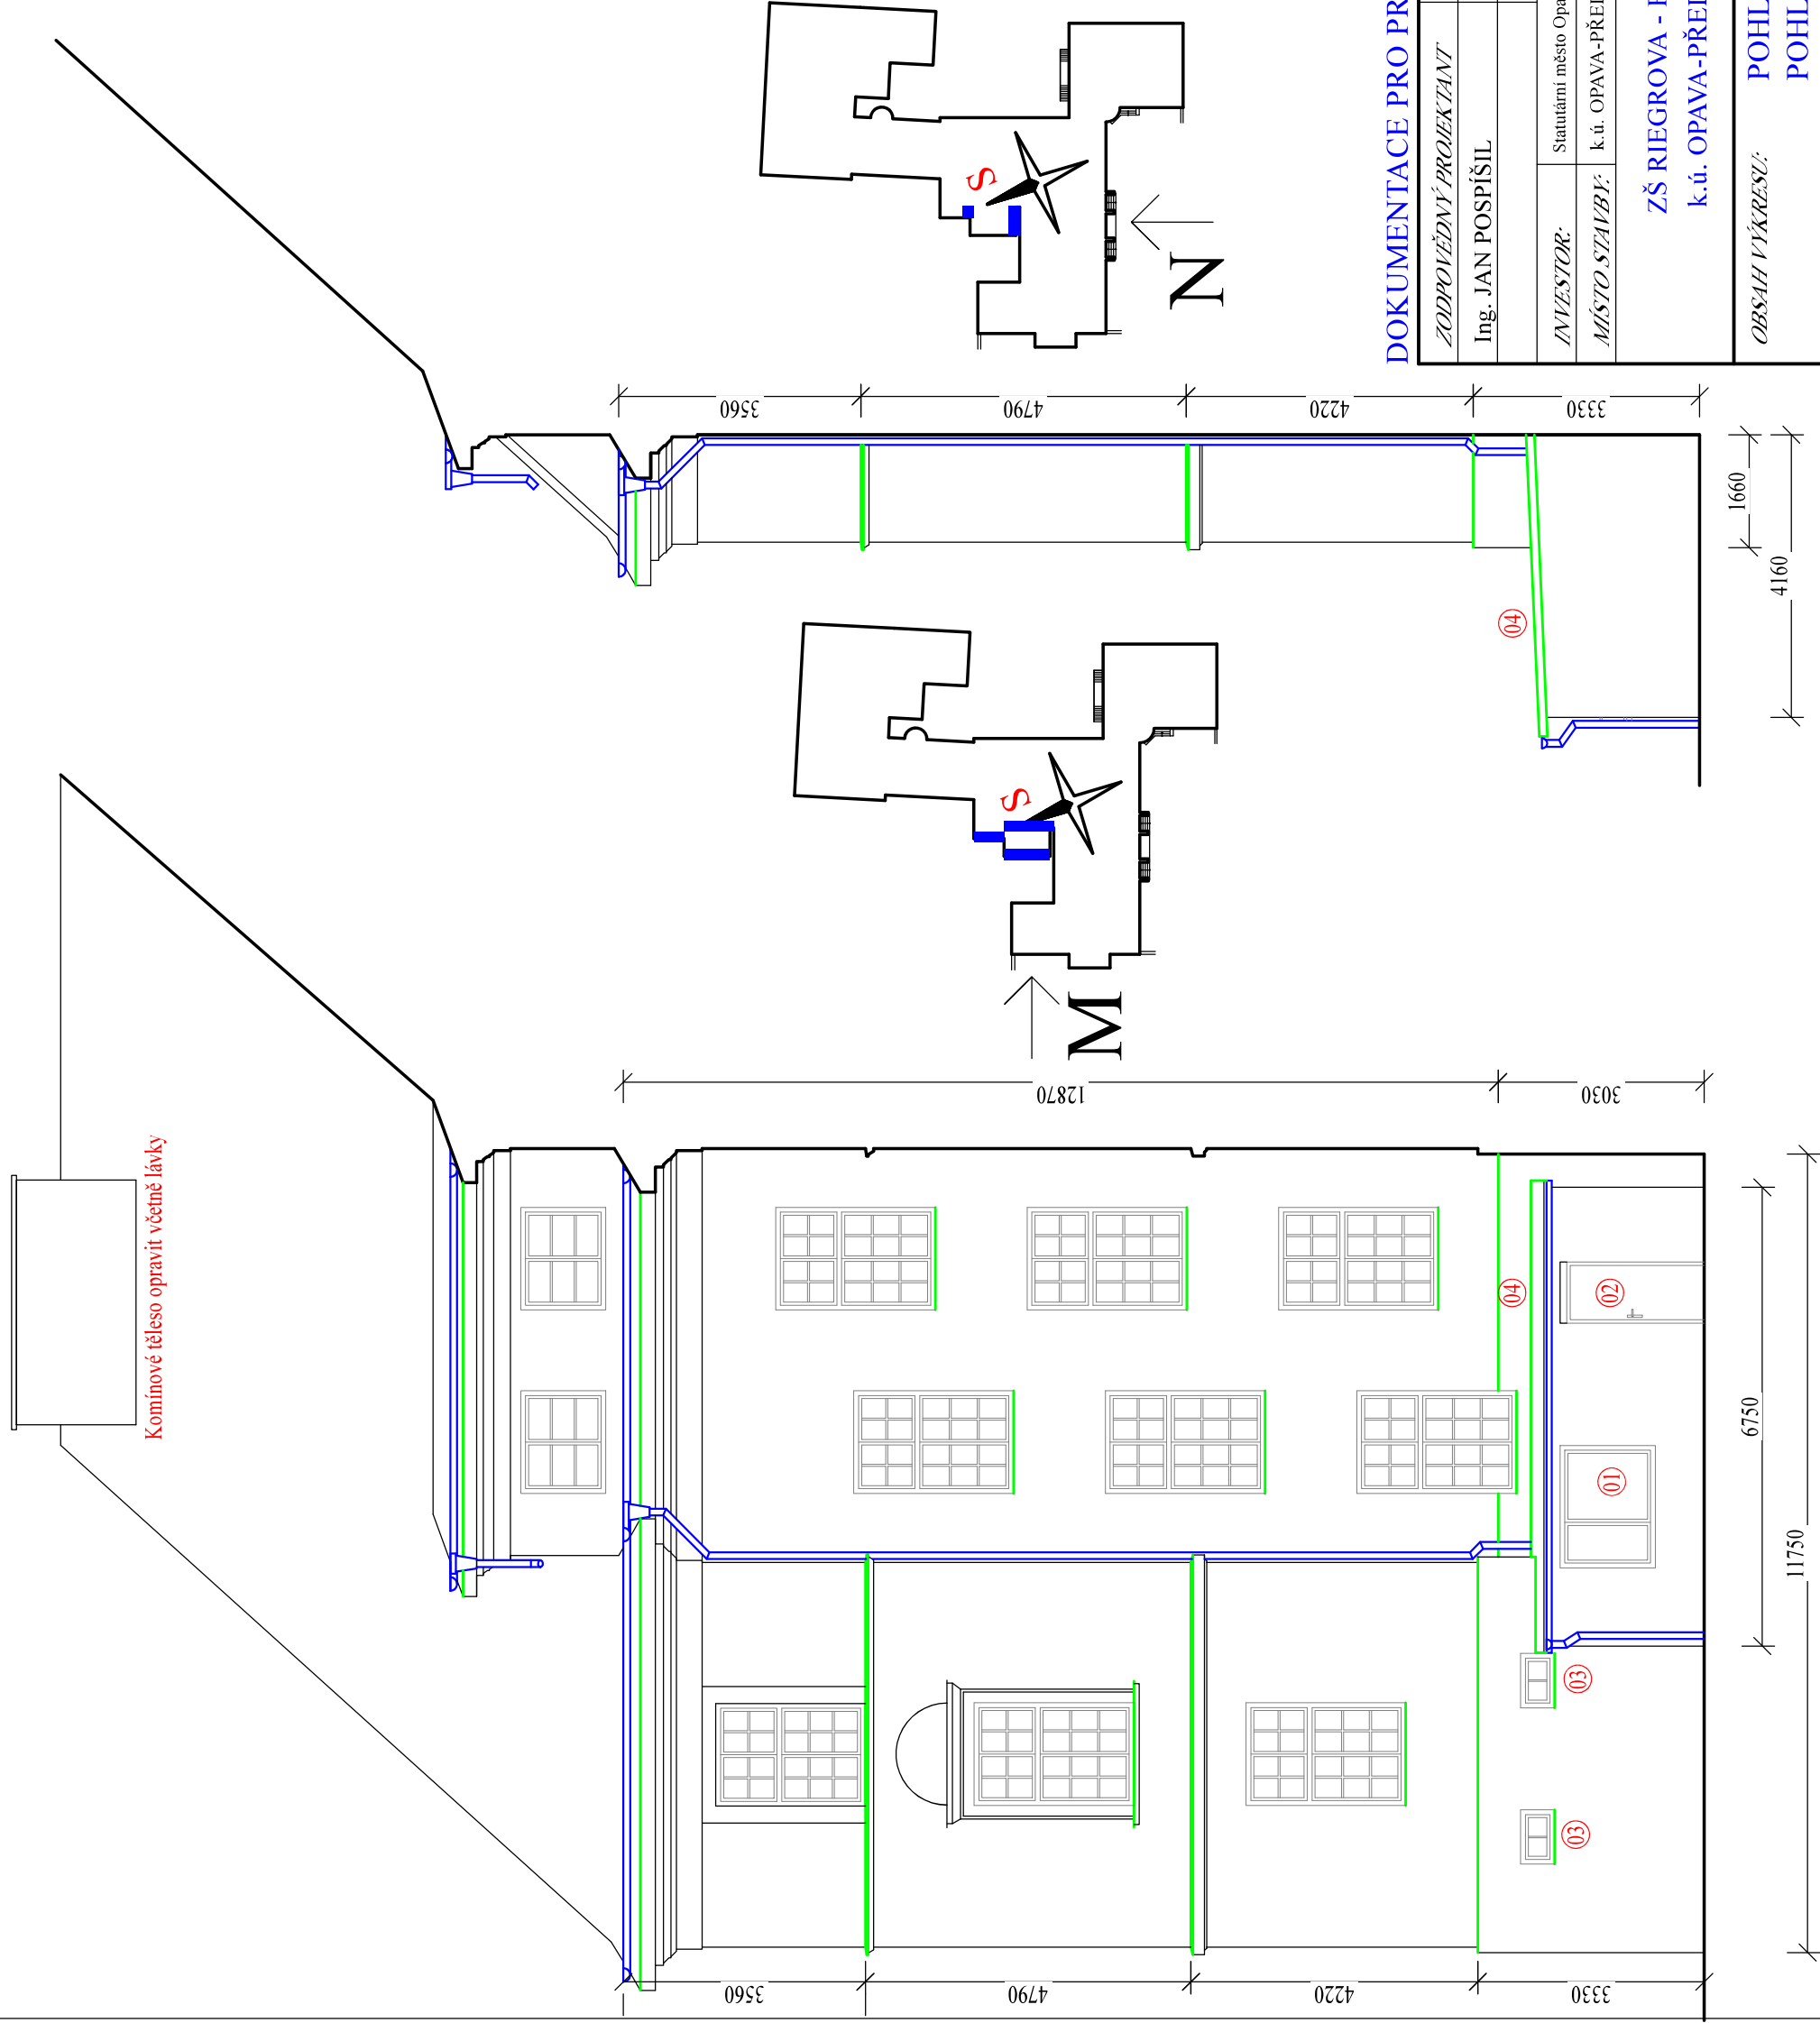 Komínové těleso opravit včetně lávky
3560
4790
4220
3330
12870
3030
6750
11750
01
02
03
03
04
M
S
3560
4790
4220
3330
1660
4160
04
N
S
DOKUMENTACE PRO PR
ZODPOVĚDNÝ PROJEKTANT
Ing. JAN POSPÍŠIL
INVESTOR: Statutární město Opa
MÍSTO STAVBY: k.ú. OPAVA-PŘE
ZŠ RIEGROVA -
k.ú. OPAVA-PŘE
OBSAH VÝKRESU: POHL
POHL